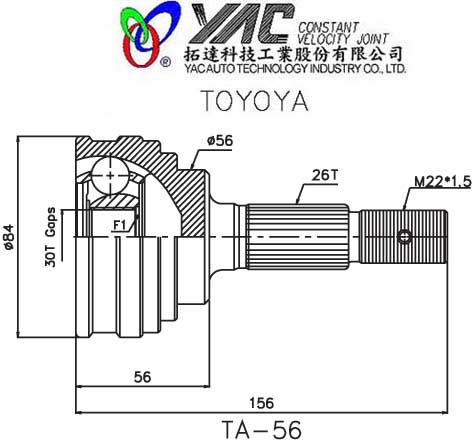 YAC CONSTANT
VELOCITY JOINT
®
拓達科技工業股份有限公司
YAC AUTO TECHNOLOGY INDUSTRY CO., LTD.
TOYOYA
ø56
26T
M22*1.5
ø84
30T Gaps
F1
56
156
TA-56